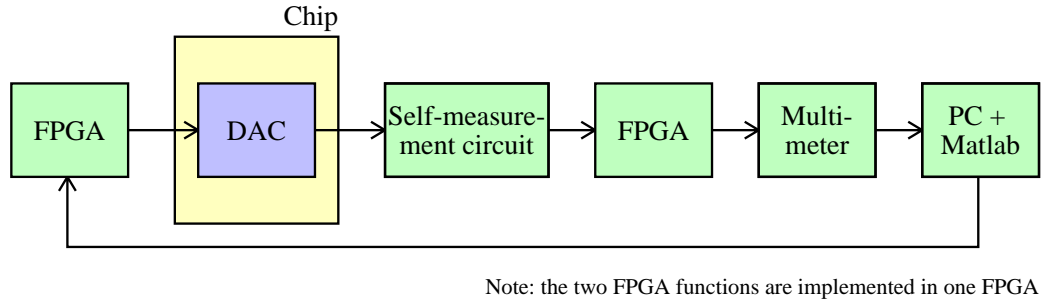 Chip
FPGA
DAC
Self-measure-
ment circuit
FPGA
Multi-
meter
PC +
Matlab
Note: the two FPGA functions are implemented in one FPGA